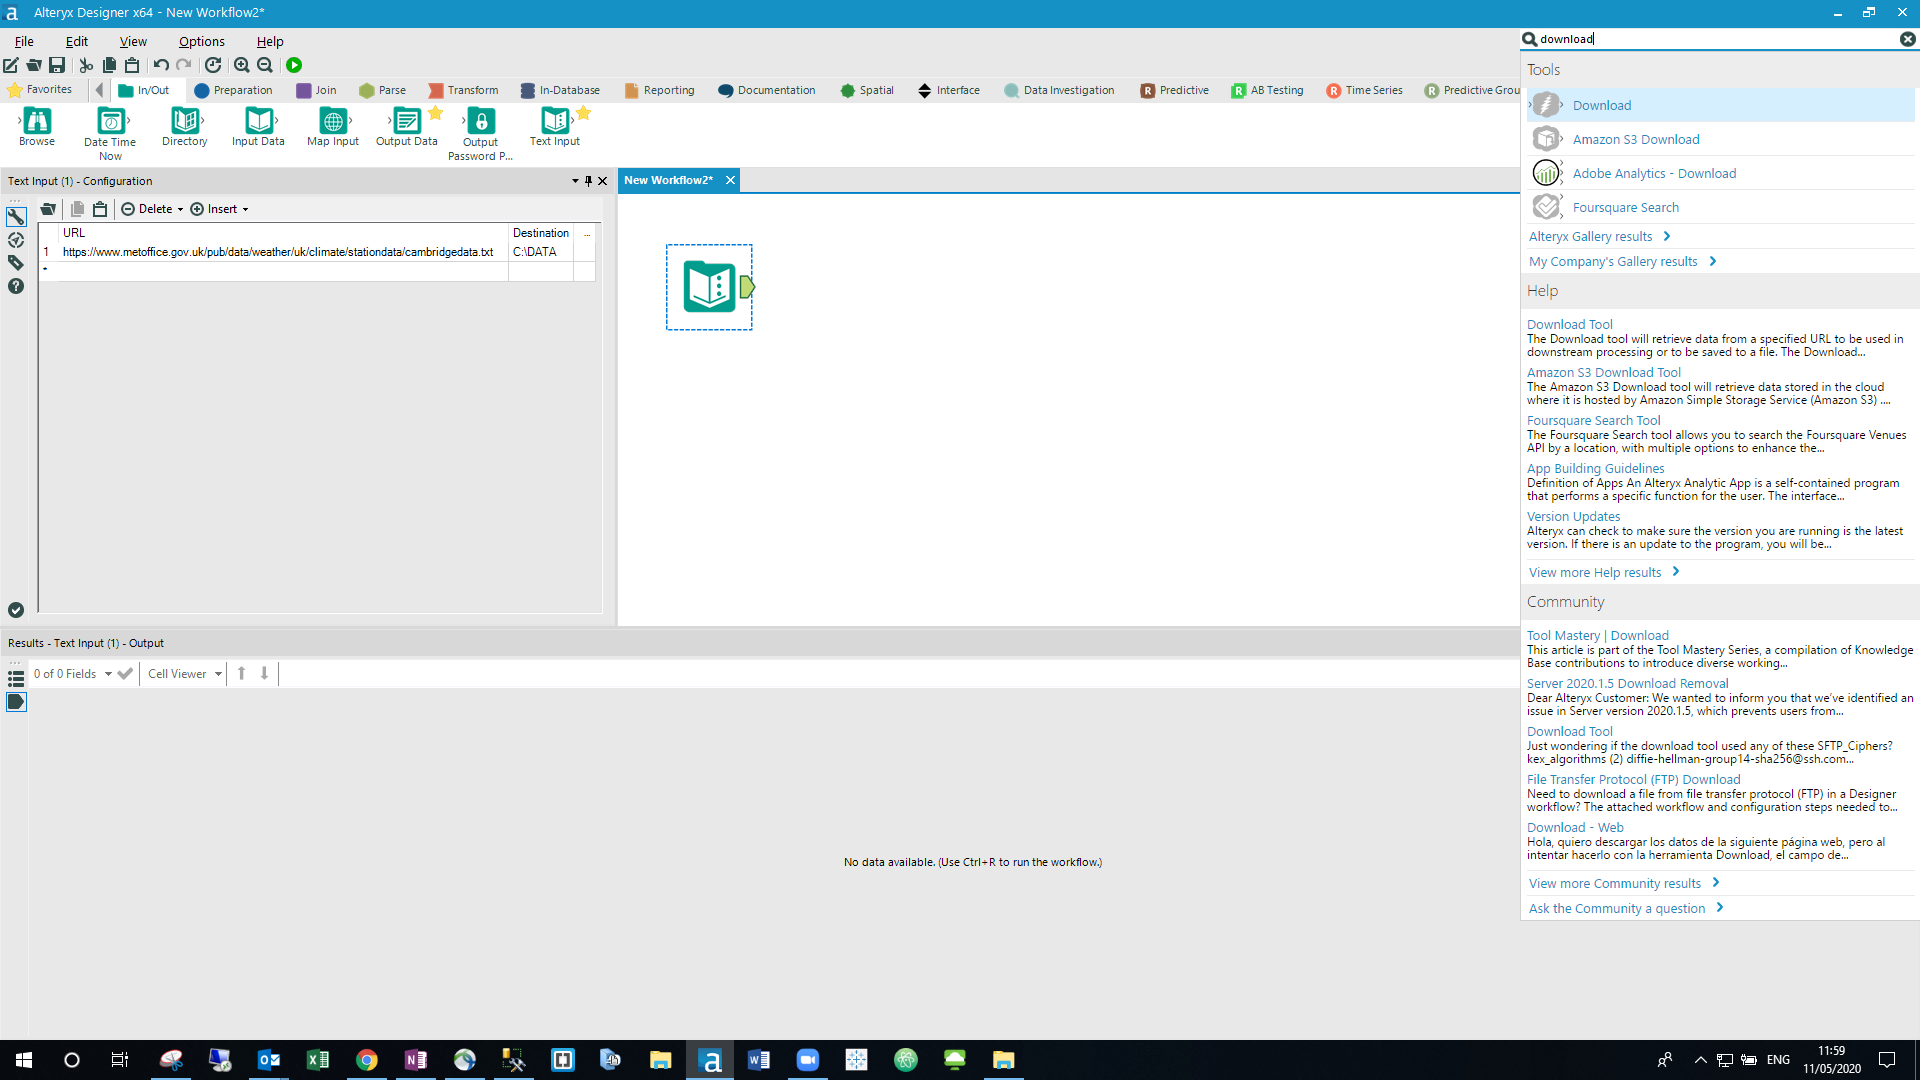 Alteryx Designer x64 - New Workflow2*
File Edit View Options Help
download
Favorites In/Out Preparation Join Parse Transform In-Database Reporting Documentation Spatial Interface Data Investigation Predictive AB Testing Time Series Predictive Grou
Browse
Date Time Now
Directory
Input Data
Map Input
Output Data
Output Password P...
Text Input
Text Input (1) - Configuration
New Workflow2*
Delete Insert
URL Destination ...
1 https://www.metoffice.gov.uk/pub/data/weather/uk/climate/stationdata/cambridgedata.txt C:\DATA
Results - Text Input (1) - Output
0 of 0 Fields Cell Viewer
No data available. (Use Ctrl+R to run the workflow.)
Tools
Download
Amazon S3 Download
Adobe Analytics - Download
Foursquare Search
Alteryx Gallery results
My Company's Gallery results
Help
Download Tool
The Download tool will retrieve data from a specified URL to be used in
downstream processing or to be saved to a file. The Download...
Amazon S3 Download Tool
The Amazon S3 Download tool will retrieve data stored in the cloud
where it is hosted by Amazon Simple Storage Service (Amazon S3) ....
Foursquare Search Tool
The Foursquare Search tool allows you to search the Foursquare Venues
API by a location, with multiple options to enhance the...
App Building Guidelines
Definition of Apps An Alteryx Analytic App is a self-contained program
that performs a specific function for the user. The interface...
Version Updates
Alteryx can check to make sure the version you are running is the latest
version. If there is an update to the program, you will be...
View more Help results
Community
Tool Mastery | Download
This article is part of the Tool Mastery Series, a compilation of Knowledge
Base contributions to introduce diverse working...
Server 2020.1.5 Download Removal
Dear Alteryx Customer: We wanted to inform you that we've identified an
issue in Server version 2020.1.5, which prevents users from...
Download Tool
Just wondering if the download tool used any of these SFTP_Ciphers?
kex_algorithms (2) diffie-hellman-group14-sha256@ssh.com...
File Transfer Protocol (FTP) Download
Need to download a file from file transfer protocol (FTP) in a Designer
workflow? The attached workflow and configuration steps needed to...
Download - Web
Hola, quiero descargar los datos de la siguiente página web, pero al
intentar hacerlo con la herramienta Download, el campo de...
View more Community results
Ask the Community a question
ENG
11:59
11/05/2020